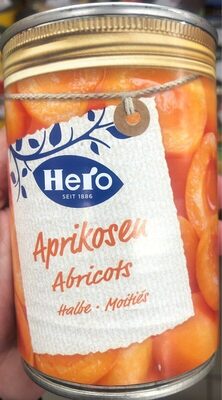 Hero
SEIT 1886
Aprikosen
Abricots
Halbe · Moitiés